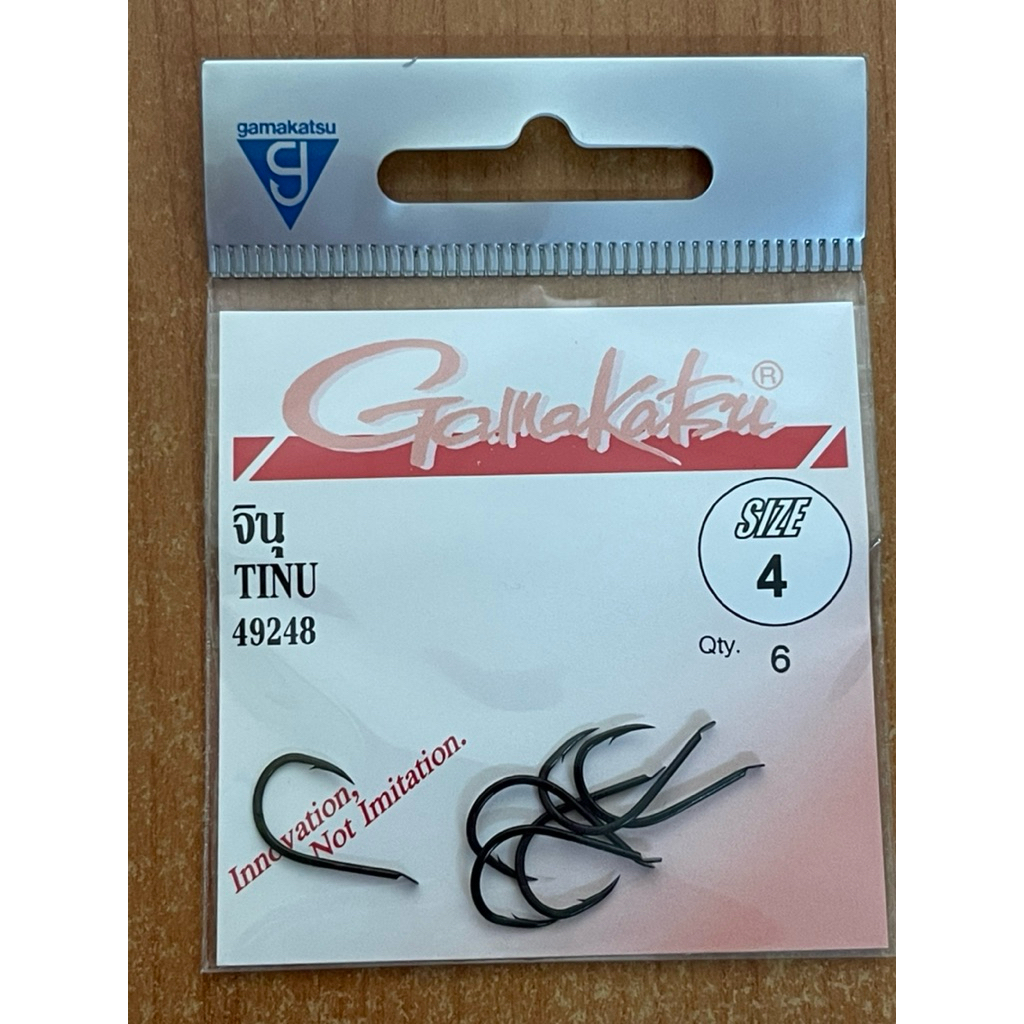 gamakatsu
g
Gamakatsu®
จินุ
TINU
49248
SIZE
4
Qty. 6
Innovation,
Not Imitation.